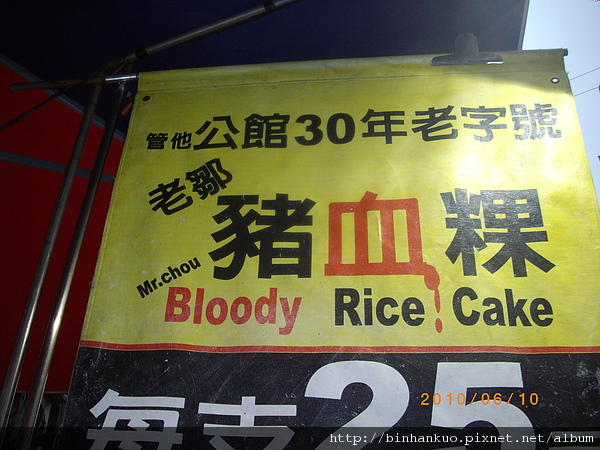 管他公館30年老字號
老鄒
豬血粿
Mr.chou
Bloody Rice Cake
每支25
2010/06/10
http://binhankuo.pixnet.net/album